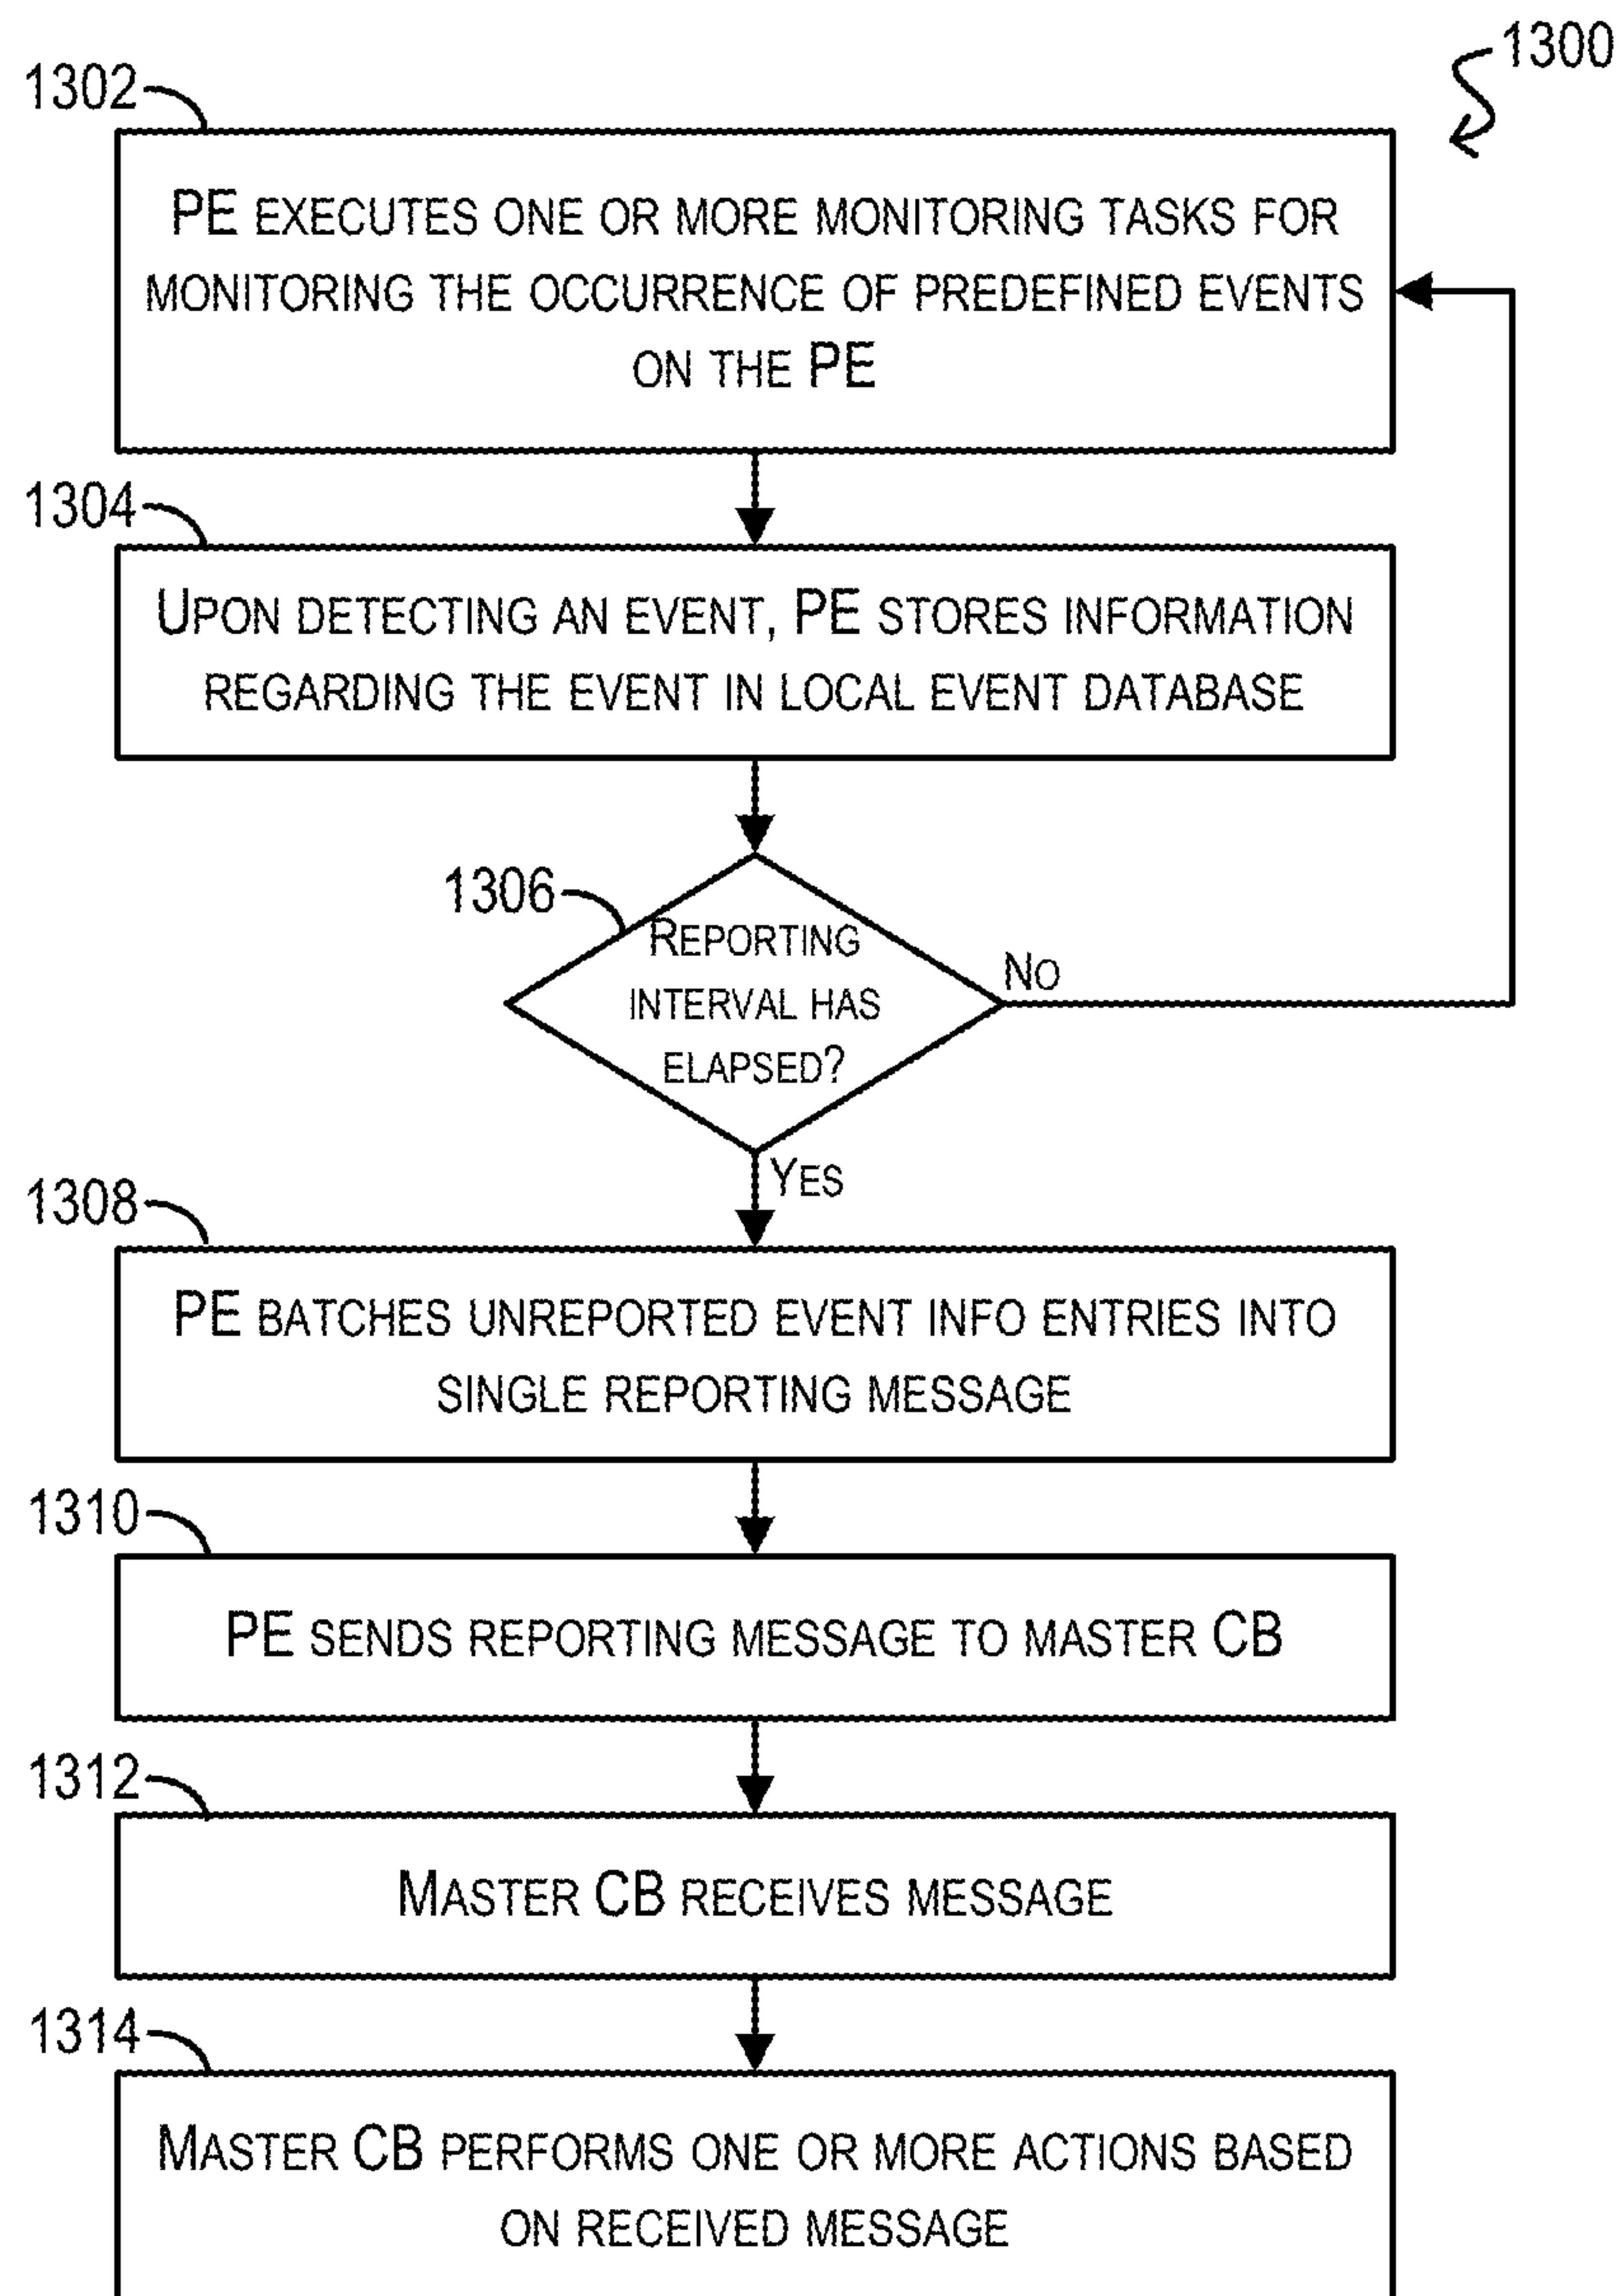 1300
1302
PE EXECUTES ONE OR MORE MONITORING TASKS FOR
MONITORING THE OCCURRENCE OF PREDEFINED EVENTS
ON THE PE
1304
UPON DETECTING AN EVENT, PE STORES INFORMATION
REGARDING THE EVENT IN LOCAL EVENT DATABASE
1306
REPORTING
INTERVAL HAS
ELAPSED?
NO
YES
1308
PE BATCHES UNREPORTED EVENT INFO ENTRIES INTO
SINGLE REPORTING MESSAGE
1310
PE SENDS REPORTING MESSAGE TO MASTER CB
1312
MASTER CB RECEIVES MESSAGE
1314
MASTER CB PERFORMS ONE OR MORE ACTIONS BASED
ON RECEIVED MESSAGE